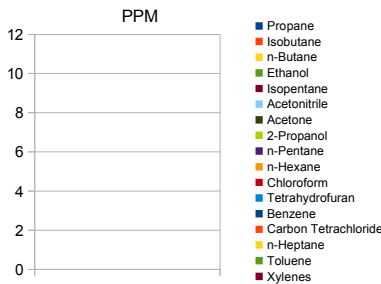 PPM
12
10
8
6
4
2
0
Propane
Isobutane
n-Butane
Ethanol
Isopentane
Acetonitrile
Acetone
2-Propanol
n-Pentane
n-Hexane
Chloroform
Tetrahydrofuran
Benzene
Carbon Tetrachloride
n-Heptane
Toluene
Xylenes